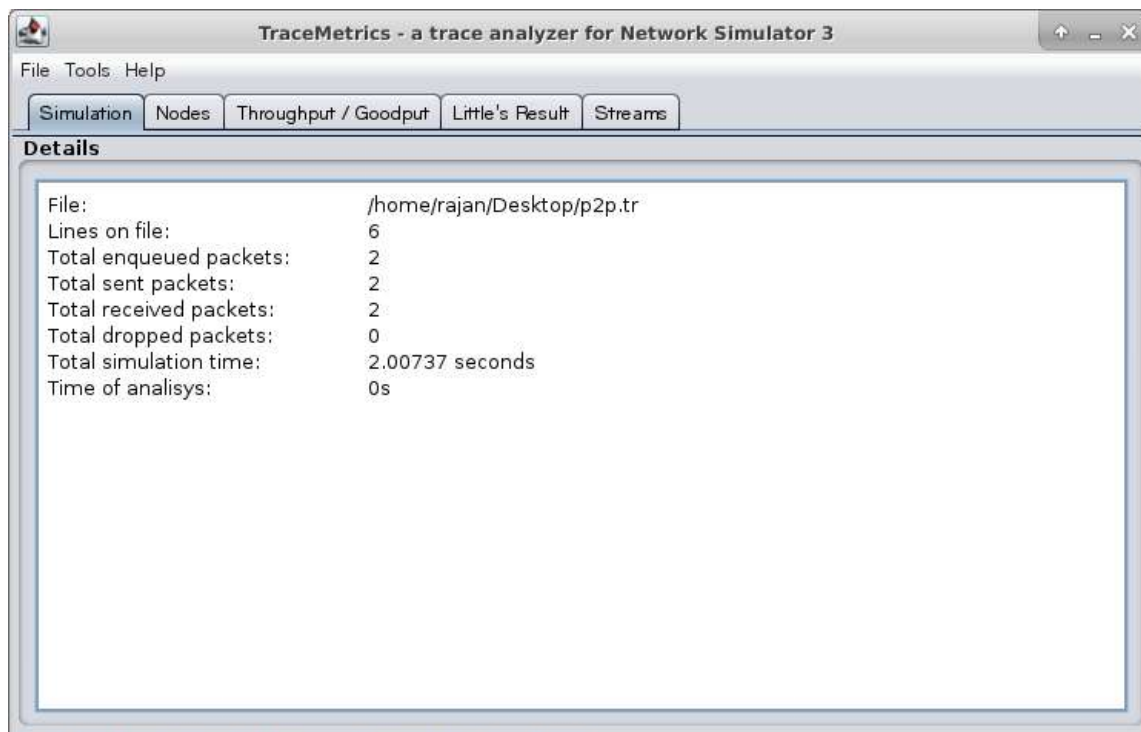 TraceMetrics - a trace analyzer for Network Simulator 3
File Tools Help
Simulation Nodes Throughput / Goodput Little's Result Streams
Details
File: /home/rajan/Desktop/p2p.tr
Lines on file: 6
Total enqueued packets: 2
Total sent packets: 2
Total received packets: 2
Total dropped packets: 0
Total simulation time: 2.00737 seconds
Time of analisys: 0s